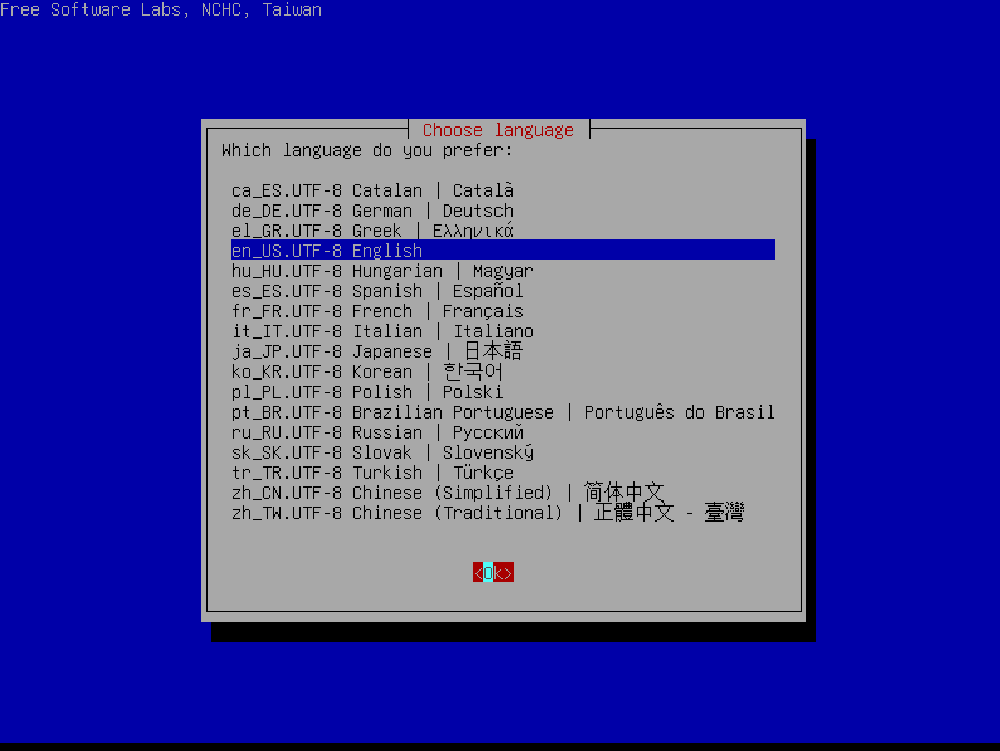 Free Software Labs, NCHC, Taiwan
Choose language
Which language do you prefer:
ca_ES.UTF-8 Catalan | Català
de_DE.UTF-8 German | Deutsch
el_GR.UTF-8 Greek | Ελληνικά
en_US.UTF-8 English
hu_HU.UTF-8 Hungarian | Magyar
es_ES.UTF-8 Spanish | Español
fr_FR.UTF-8 French | Français
it_IT.UTF-8 Italian | Italiano
ja_JP.UTF-8 Japanese | 日本語
ko_KR.UTF-8 Korean | 한국어
pl_PL.UTF-8 Polish | Polski
pt_BR.UTF-8 Brazilian Portuguese | Português do Brasil
ru_RU.UTF-8 Russian | Русский
sk_SK.UTF-8 Slovak | Slovenský
tr_TR.UTF-8 Turkish | Türkçe
zh_CN.UTF-8 Chinese (Simplified) | 简体中文
zh_TW.UTF-8 Chinese (Traditional) | 正體中文 - 臺灣
<Ok>